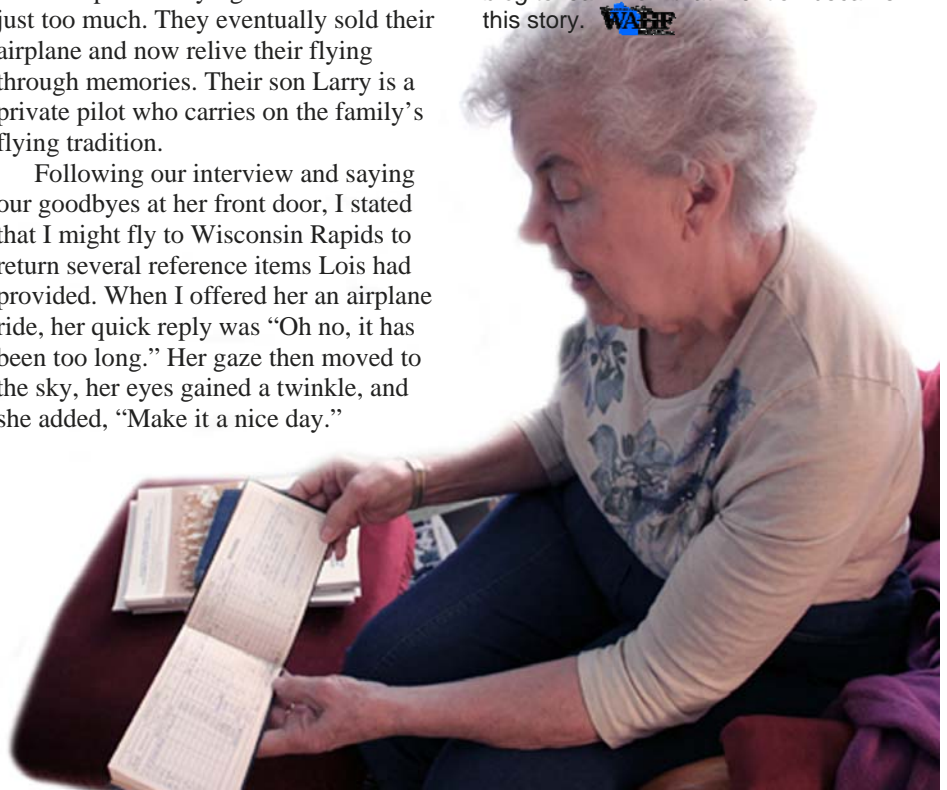 just too much. They eventually sold their
airplane and now relive their flying
through memories. Their son Larry is a
private pilot who carries on the family’s
flying tradition.
Following our interview and saying
our goodbyes at her front door, I stated
that I might fly to Wisconsin Rapids to
return several reference items Lois had
provided. When I offered her an airplane
ride, her quick reply was “Oh no, it has
been too long.” Her gaze then moved to
the sky, her eyes gained a twinkle, and
she added, “Make it a nice day.”
this story. WAHF